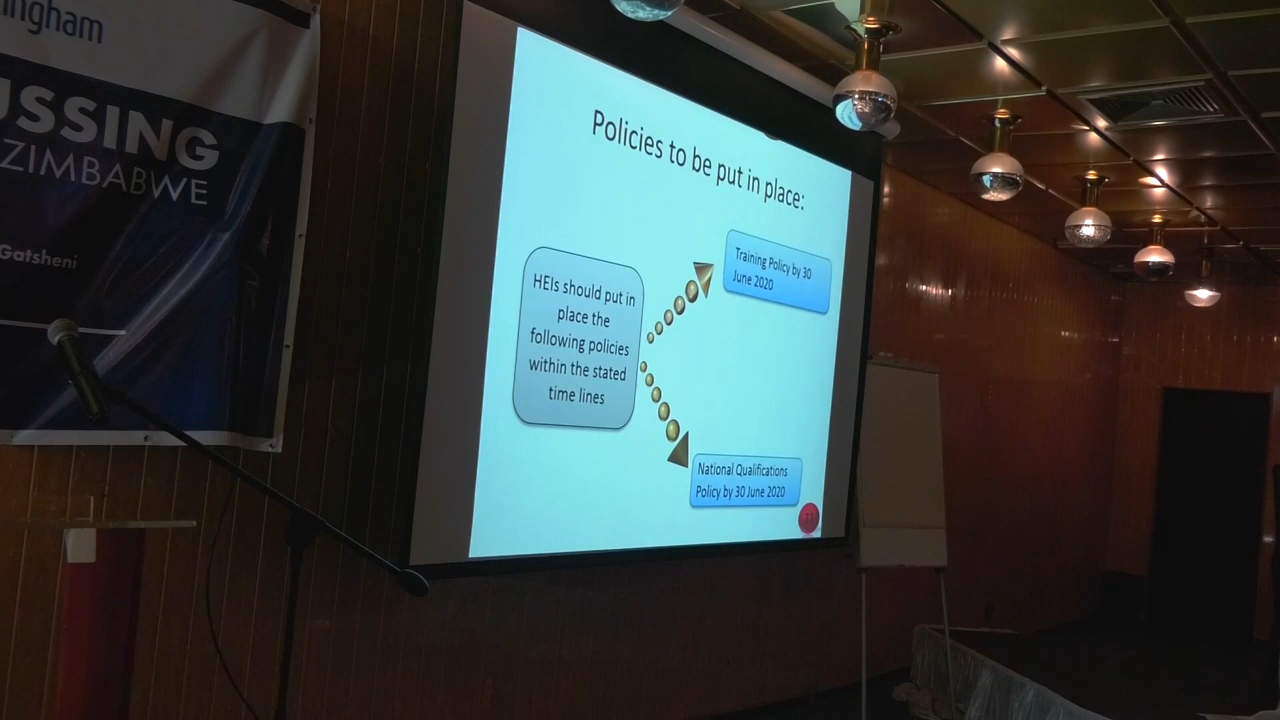 ingham
USSING
ZIMBABWE
Gatsheni
Policies to be put in place:
HEIs should put in
place the
following policies
within the stated
time lines
Training Policy by 30
June 2020
National Qualifications
Policy by 30 June 2020